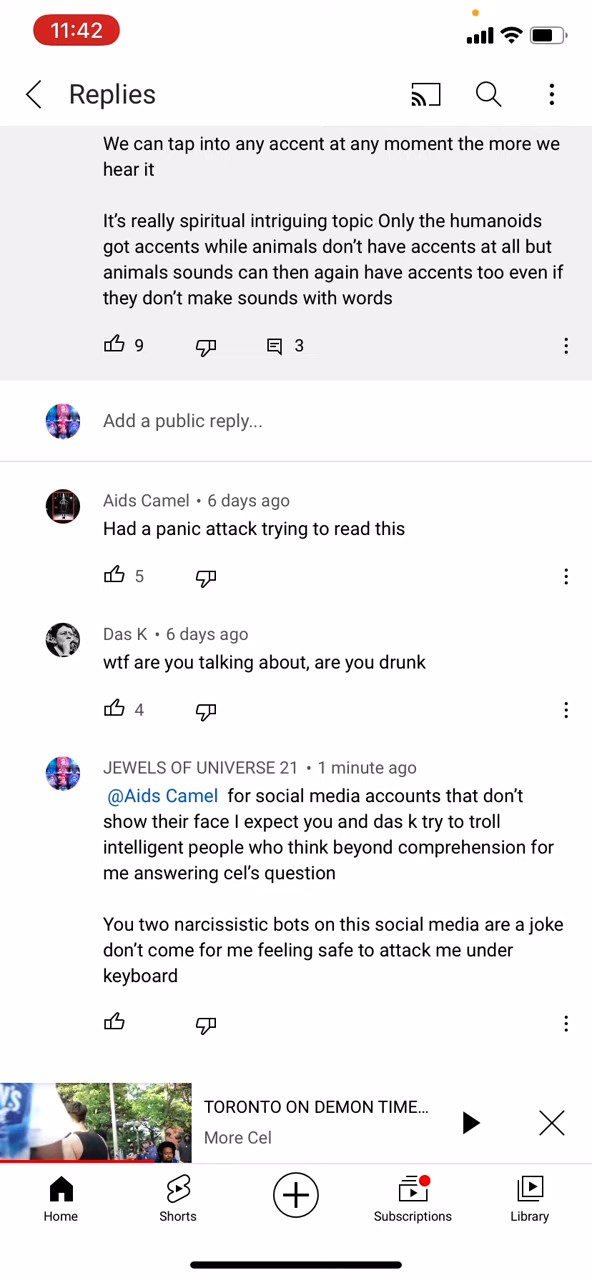 11:42
Replies
We can tap into any accent at any moment the more we
hear it
It’s really spiritual intriguing topic Only the humanoids
got accents while animals don’t have accents at all but
animals sounds can then again have accents too even if
they don’t make sounds with words
9
3
Add a public reply...
Aids Camel • 6 days ago
Had a panic attack trying to read this
5
Das K • 6 days ago
wtf are you talking about, are you drunk
4
JEWELS OF UNIVERSE 21 • 1 minute ago
@Aids Camel for social media accounts that don’t
show their face I expect you and das k try to troll
intelligent people who think beyond comprehension for
me answering cel’s question
You two narcissistic bots on this social media are a joke
don’t come for me feeling safe to attack me under
keyboard
TORONTO ON DEMON TIME...
More Cel
Home
Shorts
Subscriptions
Library